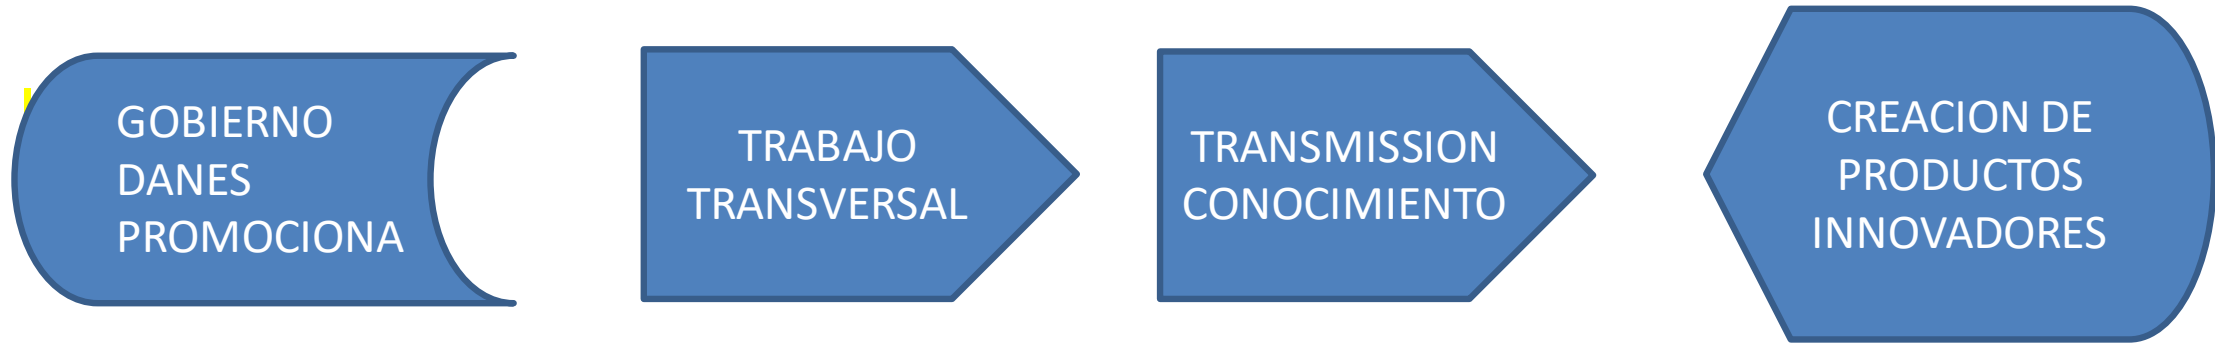 GOBIERNO
DANES
PROMOCIONA
TRABAJO
TRANSVERSAL
TRANSMISSION
CONOCIMIENTO
CREACION DE
PRODUCTOS
INNOVADORES